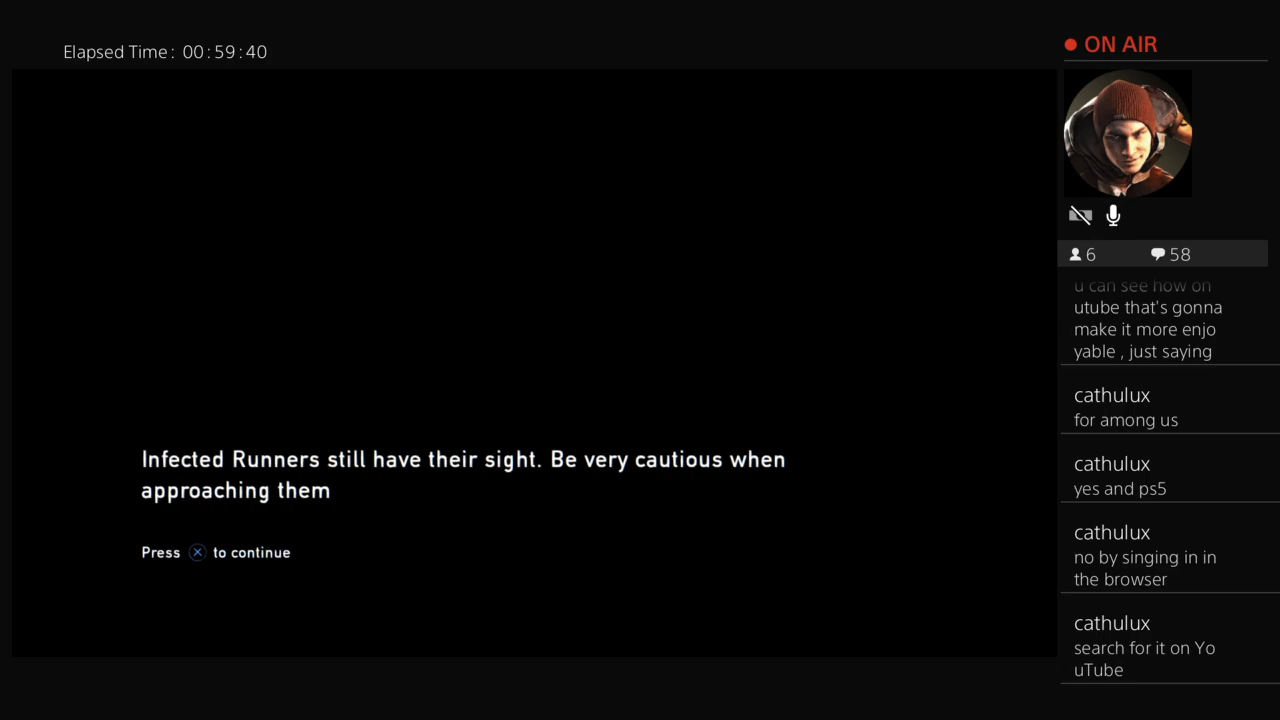 Elapsed Time: 00:59:40
ON AIR
6 58
u can see how on
utube that's gonna
make it more enjo
yable , just saying
cathulux
for among us
cathulux
yes and ps5
cathulux
no by singing in in
the browser
cathulux
search for it on Yo
uTube
Infected Runners still have their sight. Be very cautious when
approaching them
Press ⓧ to continue